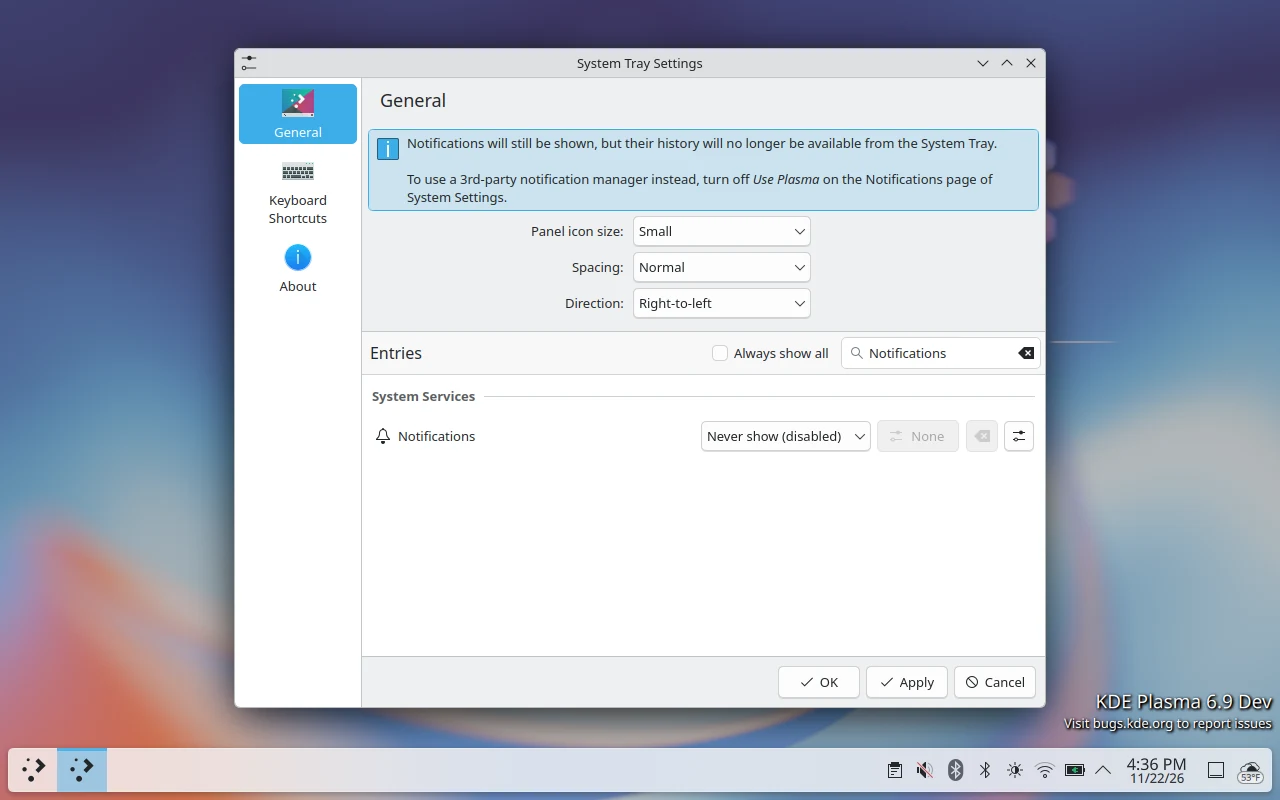 System Tray Settings
General
Keyboard
Shortcuts
About
General
Notifications will still be shown, but their history will no longer be available from the System Tray.
To use a 3rd-party notification manager instead, turn off Use Plasma on the Notifications page of
System Settings.
Panel icon size: Small
Spacing: Normal
Direction: Right-to-left
Entries Always show all Notifications
System Services
Notifications Never show (disabled) None
OK Apply Cancel
KDE Plasma 6.9 Dev
Visit bugs.kde.org to report issues
4:36 PM
11/22/26
53°F